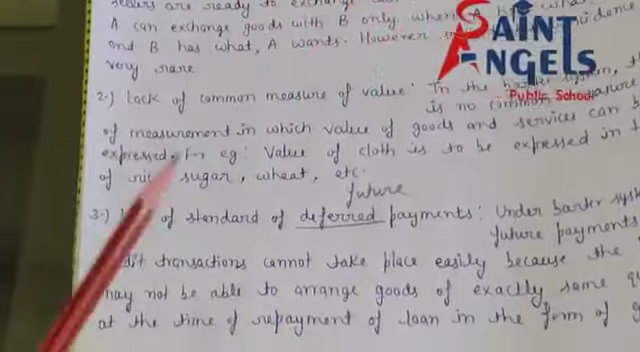 sellers are ready to exchange
A can exchange goods with B only when A
and B has what, A wants. However
very rare
SAINT
ANGELS
Public School
2.) Lack of common measure of value: In the barter system,
is no common measure
of measurement in which value of goods and services can
expressed. For eg: Value of cloth is to be expressed in
of sugar, wheat, etc.
future
3.) of standard of deferred payments: Under barter
future payments
transactions cannot take place easily because the
may not be able to arrange goods of exactly same
at the time of repayment of loan in the form of